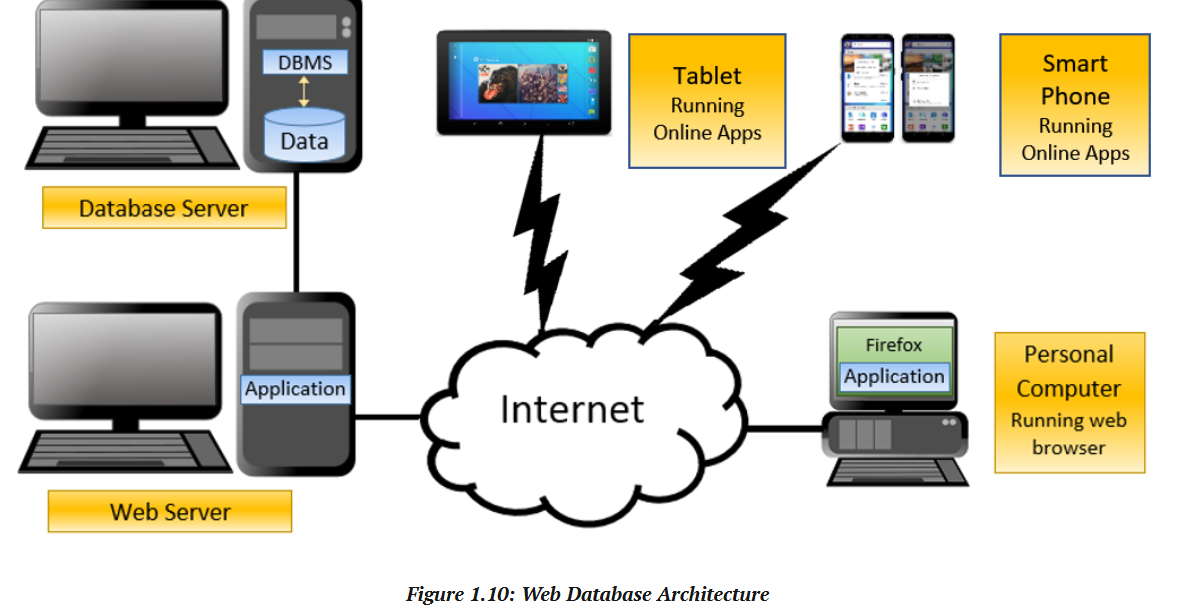 DBMS
Data
Database Server
Tablet
Running
Online Apps
Smart
Phone
Running
Online Apps
Application
Web Server
Internet
Firefox
Application
Personal
Computer
Running web
browser
Figure 1.10: Web Database Architecture